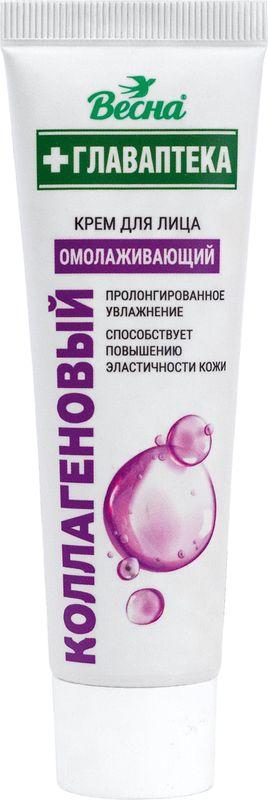 Весна®
+ГЛАВАПТЕКА
КРЕМ ДЛЯ ЛИЦА
ОМОЛАЖИВАЮЩИЙ
КОЛЛАГЕНОВЫЙ
ПРОЛОНГИРОВАННОЕ
УВЛАЖНЕНИЕ
СПОСОБСТВУЕТ
ПОВЫШЕНИЮ
ЭЛАСТИЧНОСТИ КОЖИ